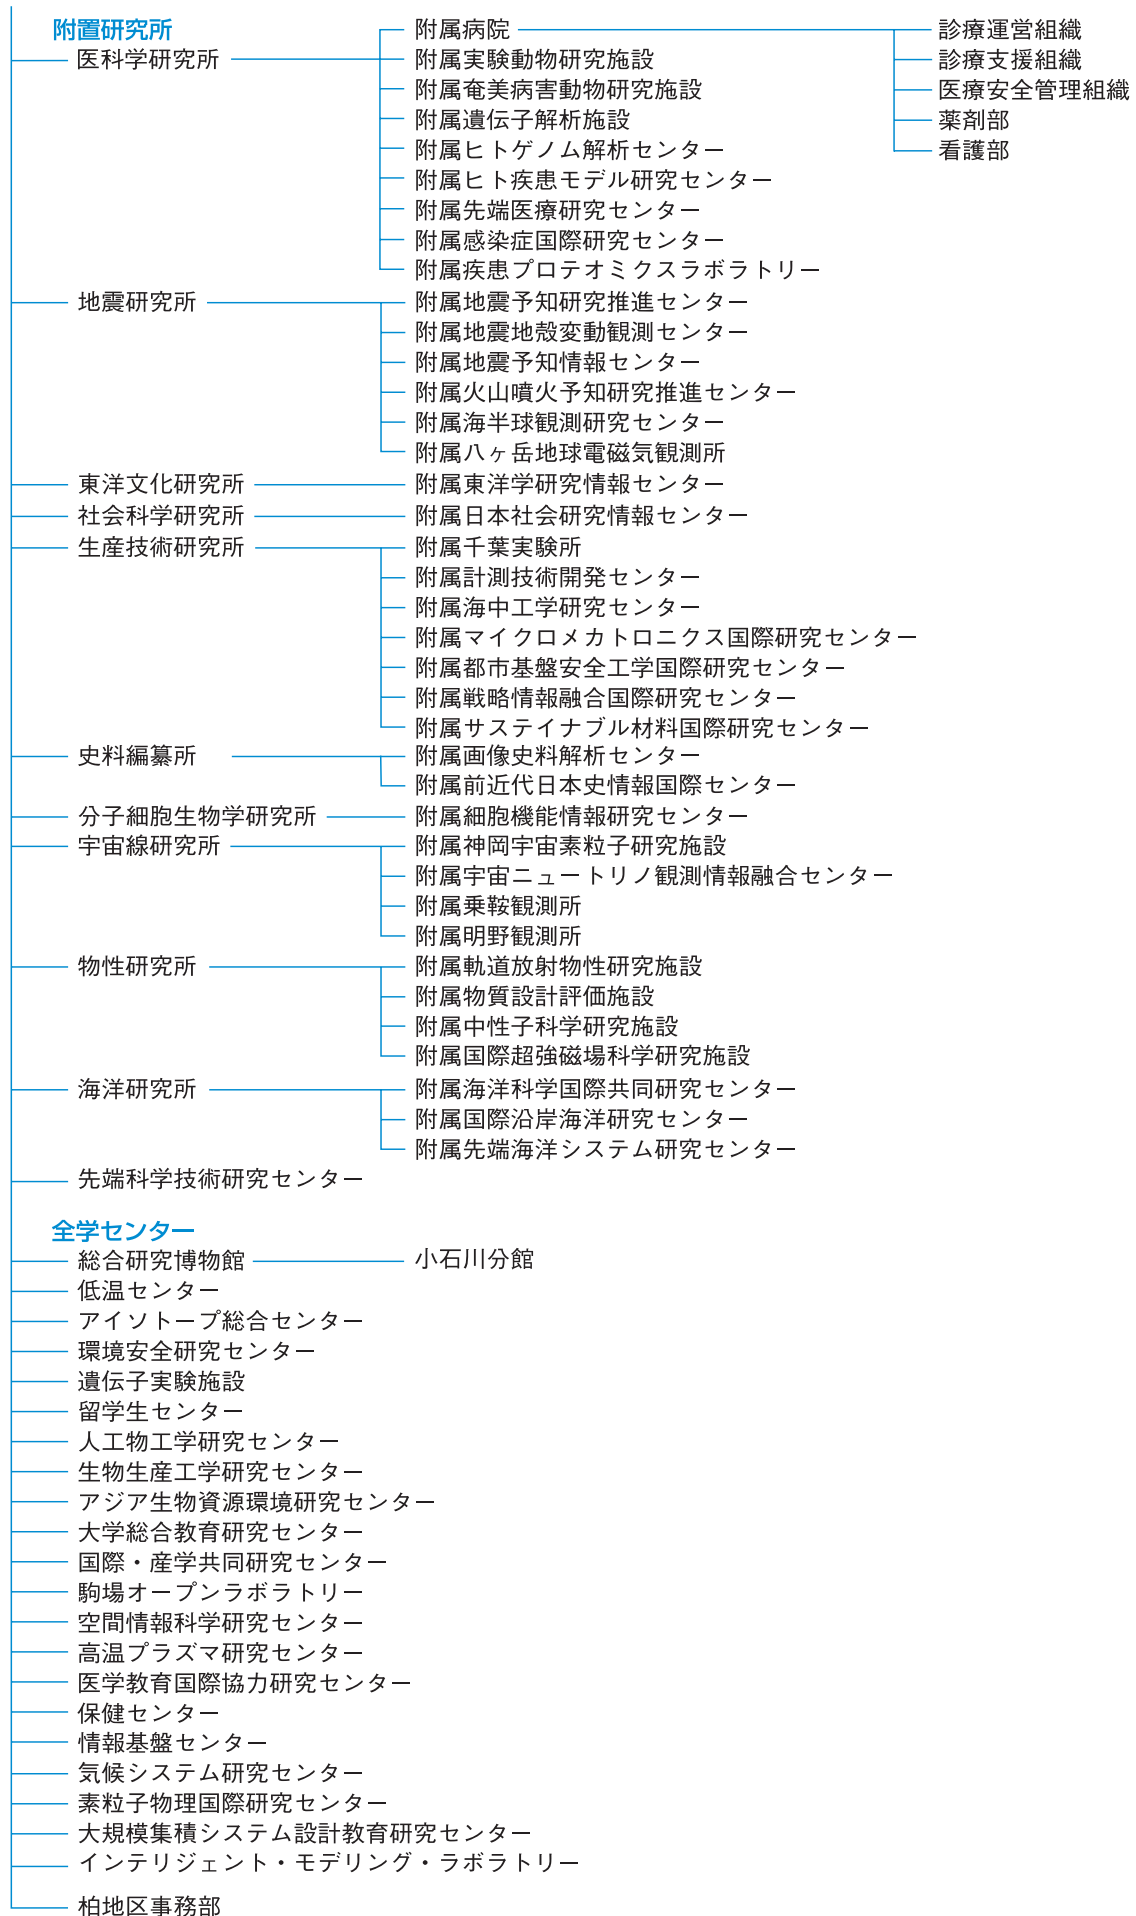 附置研究所
医科学研究所
附属病院
診療運営組織
診療支援組織
医療安全管理組織
薬剤部
看護部
附属実験動物研究施設
附属奄美病害動物研究施設
附属遺伝子解析施設
附属ヒトゲノム解析センター
附属ヒト疾患モデル研究センター
附属先端医療研究センター
附属感染症国際研究センター
附属疾患プロテオミクスラボラトリー
地震研究所
附属地震予知研究推進センター
附属地震地殻変動観測センター
附属地震予知情報センター
附属火山噴火予知研究推進センター
附属海半球観測研究センター
附属八ヶ岳地球電磁気観測所
東洋文化研究所
附属東洋学研究情報センター
社会科学研究所
附属日本社会研究情報センター
生産技術研究所
附属千葉実験所
附属計測技術開発センター
附属海中工学研究センター
附属マイクロメカトロニクス国際研究センター
附属都市基盤安全工学国際研究センター
附属戦略情報融合国際研究センター
附属サステイナブル材料国際研究センター
史料編纂所
附属画像史料解析センター
附属前近代日本史情報国際センター
分子細胞生物学研究所
附属細胞機能情報研究センター
宇宙線研究所
附属神岡宇宙素粒子研究施設
附属宇宙ニュートリノ観測情報融合センター
附属乗鞍観測所
附属明野観測所
物性研究所
附属軌道放射物性研究施設
附属物質設計評価施設
附属中性子科学研究施設
附属国際超強磁場科学研究施設
海洋研究所
附属海洋科学国際共同研究センター
附属国際沿岸海洋研究センター
附属先端海洋システム研究センター
先端科学技術研究センター
全学センター
総合研究博物館
小石川分館
低温センター
アイソトープ総合センター
環境安全研究センター
遺伝子実験施設
留学生センター
人工物工学研究センター
生物生産工学研究センター
アジア生物資源環境研究センター
大学総合教育研究センター
国際・産学共同研究センター
駒場オープンラボラトリー
空間情報科学研究センター
高温プラズマ研究センター
医学教育国際協力研究センター
保健センター
情報基盤センター
気候システム研究センター
素粒子物理国際研究センター
大規模集積システム設計教育研究センター
インテリジェント・モデリング・ラボラトリー
柏地区事務部